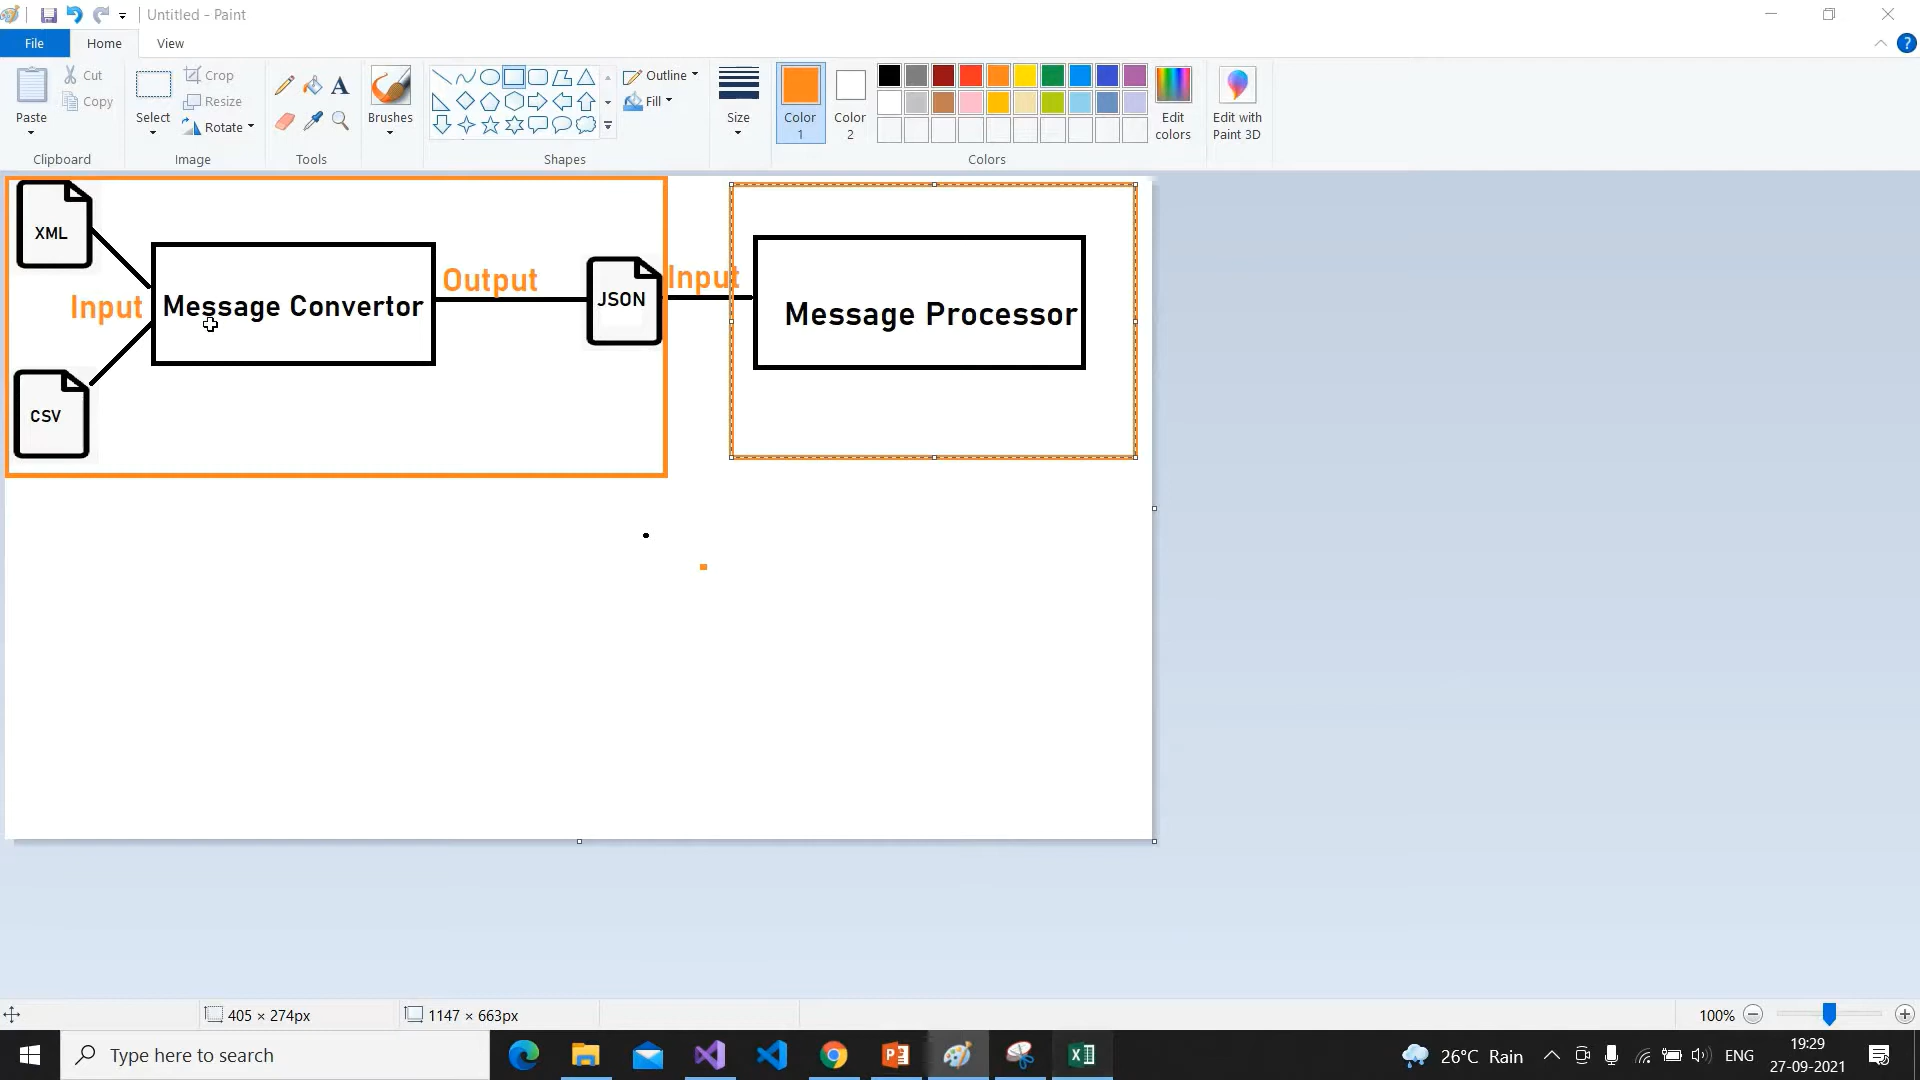 Untitled - Paint
File
Home
View
Paste
Cut
Copy
Clipboard
Select
Crop
Resize
Rotate
Image
A
Tools
Brushes
Outline
Fill
Shapes
Size
Color
1
Color
2
Edit
colors
Edit with
Paint 3D
Colors
?
XML
Input
CSV
Message Convertor
Output
JSON
Input
Message Processor
405 × 274px
1147 × 663px
100%
Type here to search
26°C Rain
ENG
19:29
27-09-2021